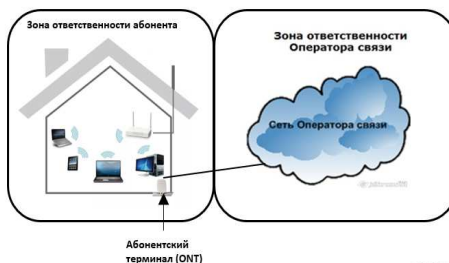 Зона ответственности абонента
Зона ответственности
Оператора связи
Сеть Оператора связи
Абонентский
терминал (ONT)